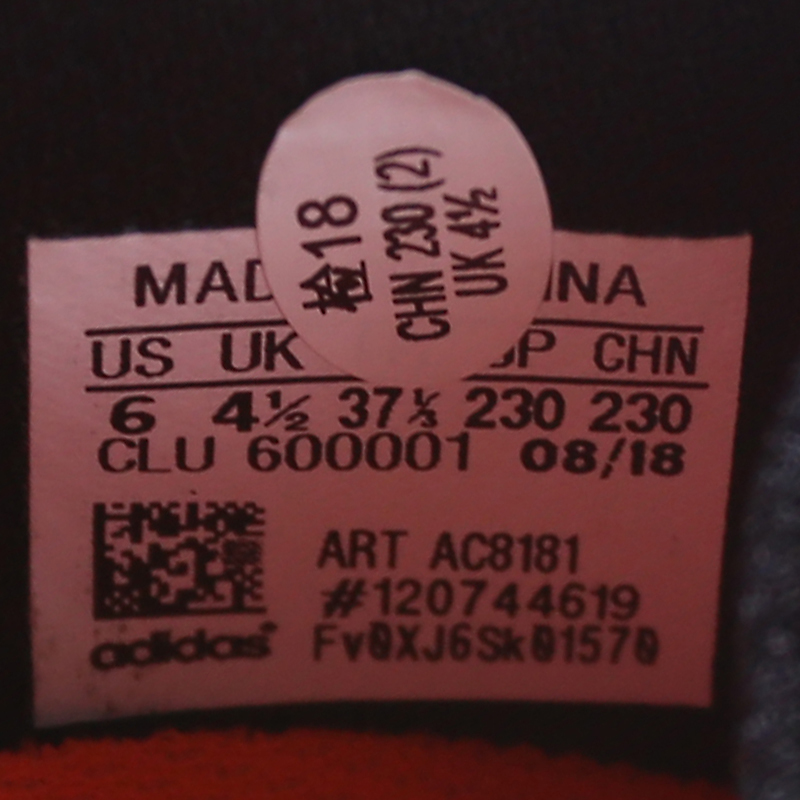 检18
CHN 230 (2)
UK 4½
MAD INA
US UK JP CHN
6 4½ 37⅓ 230 230
CLU 600001 08/18
ART AC8181
#120744619
adidas
Fv0XJ6Sk01570